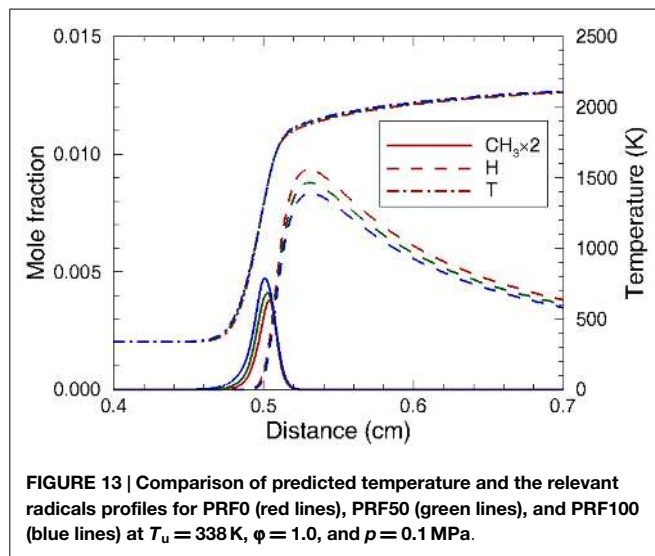 0.015
0.010
0.005
0.000
Mole fraction
2500
2000
1500
1000
500
0
Temperature (K)
CH₃×2
H
T
0.4
0.5
0.6
0.7
Distance (cm)
FIGURE 13 | Comparison of predicted temperature and the relevant
radicals profiles for PRF0 (red lines), PRF50 (green lines), and PRF100
(blue lines) at Tᵤ = 338 K, φ = 1.0, and p = 0.1 MPa.